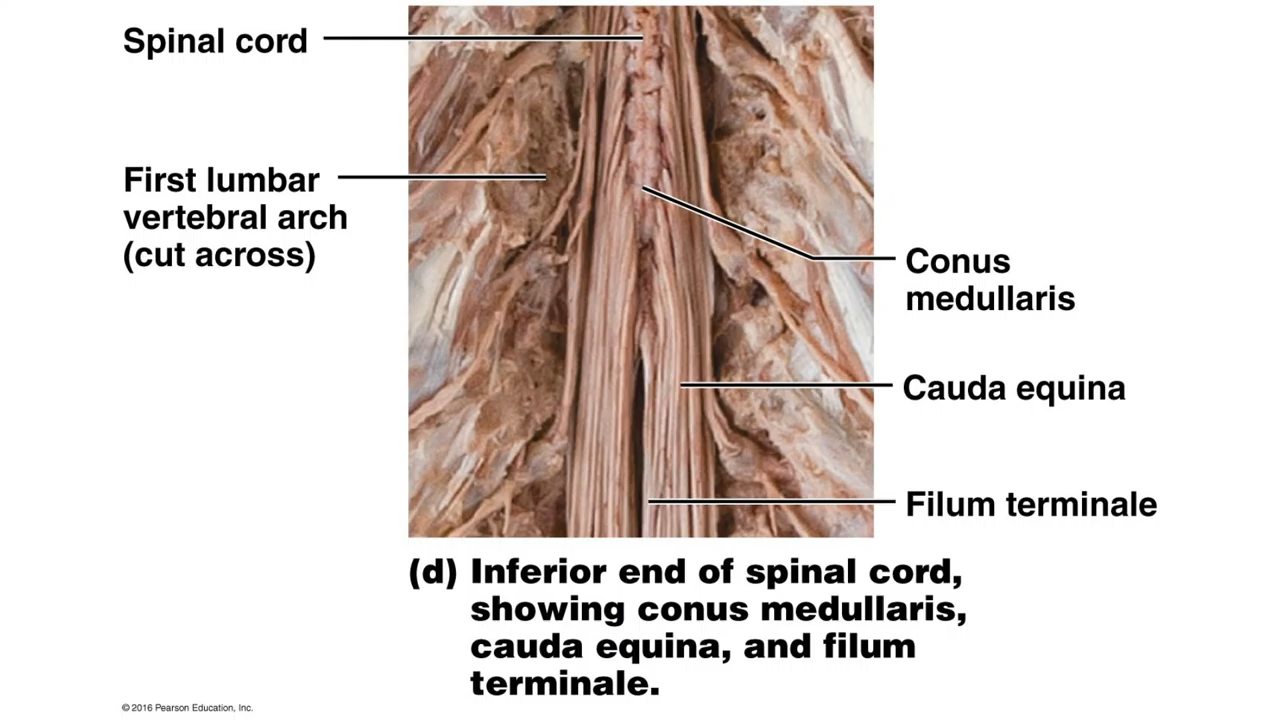 Spinal cord
First lumbar
vertebral arch
(cut across)
Conus
medullaris
Cauda equina
Filum terminale
(d) Inferior end of spinal cord,
showing conus medullaris,
cauda equina, and filum
terminale.
© 2016 Pearson Education, Inc.